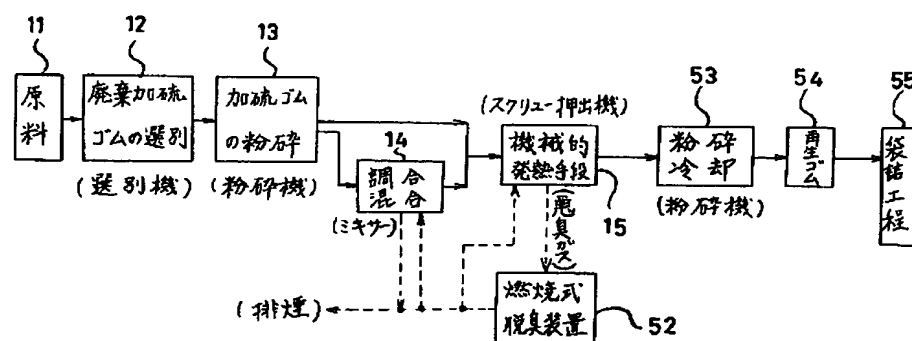 11
12
13
53
54
55
原料
廃棄加硫
ゴムの選別
(選別機)
加硫ゴム
の粉砕
(粉砕機)
14
調合
混合
(ミキサー)
(スクリュー押出機)
機械的
発熱手段
15
(悪臭ガス)
粉砕
冷却
(粉砕機)
再生ゴム
袋詰工程
(排煙)
燃焼式
脱臭装置
52